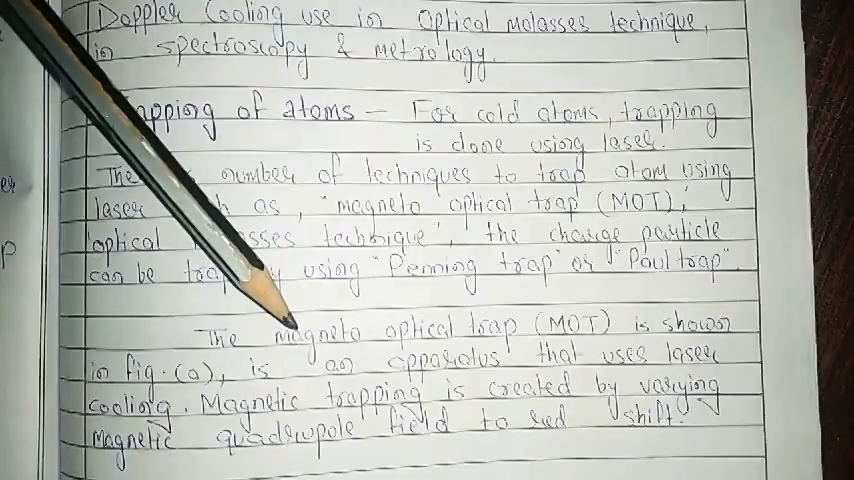 Doppler Cooling use in Optical molasses technique,
in spectroscopy & metrology.
apping of atoms – For cold atoms, trapping
is done using laser.
The number of techniques to trap atom using
laser h as, "magneto optical trap (MOT),'
'optical asses technique", the charge particle
can be trap y using "Penning trap" or "Paul trap".
The magneto optical trap (MOT) is shown
in fig.(a), is an apparatus that uses laser
cooling. Magnetic trapping is created by varying
magnetic quadrupole field to red shift.
er
p